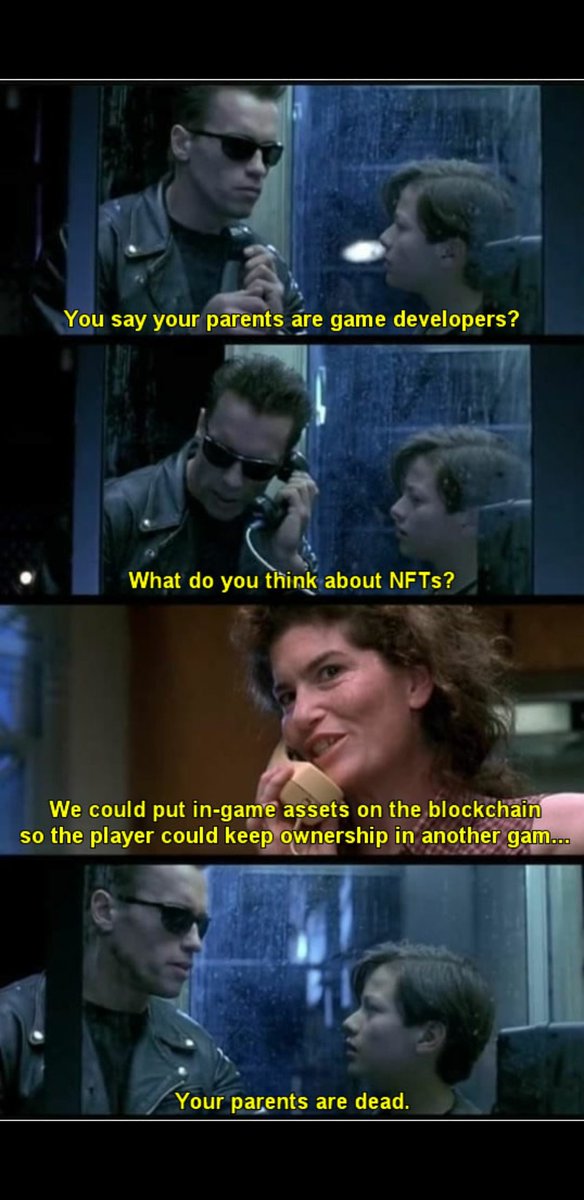 You say your parents are game developers?
What do you think about NFTs?
We could put in-game assets on the blockchain
so the player could keep ownership in another gam...
Your parents are dead.